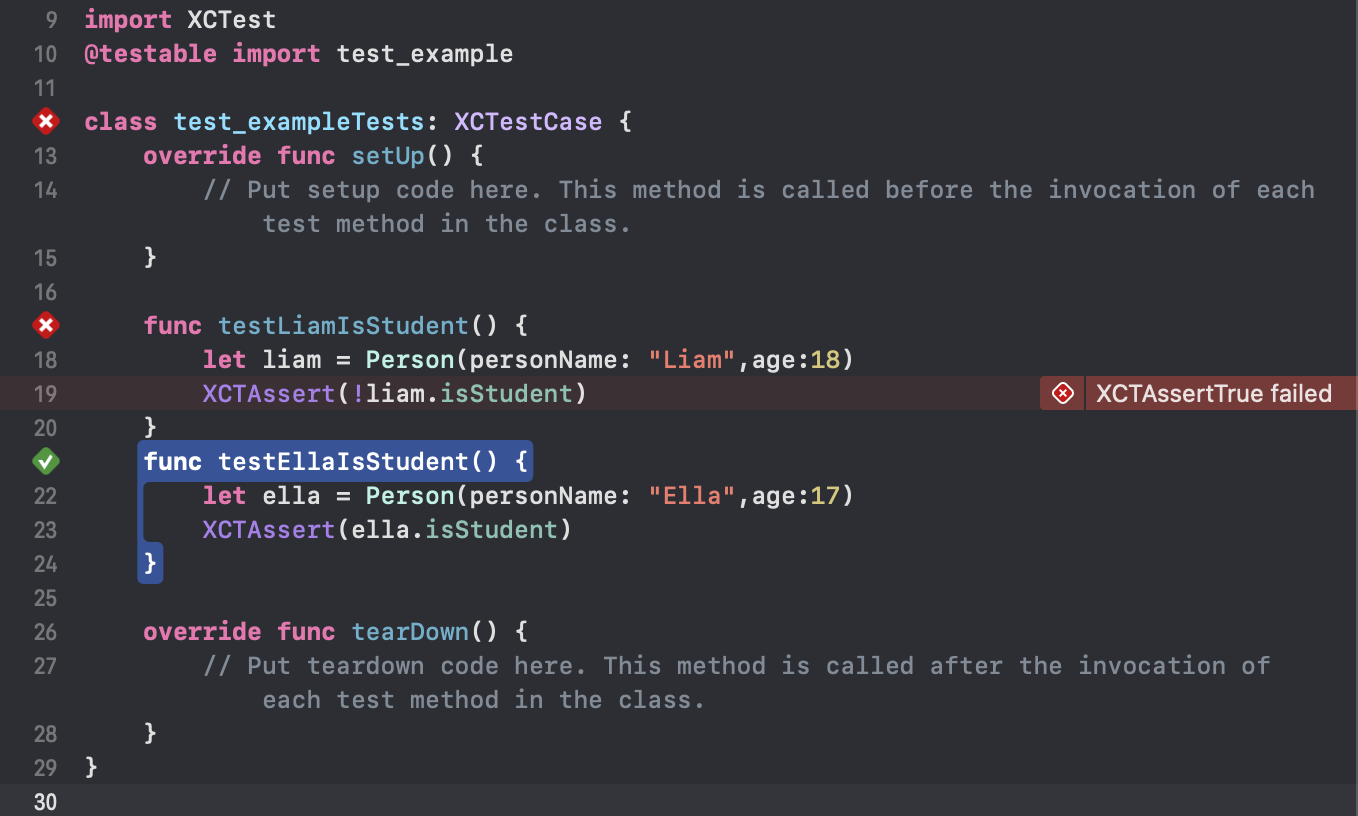 9 import XCTest
10 @testable import test_example
11
class test_exampleTests: XCTestCase {
13 override func setUp() {
14 // Put setup code here. This method is called before the invocation of each
test method in the class.
15 }
16
func testLiamIsStudent() {
18 let liam = Person(personName: "Liam",age:18)
19 XCTAssert(!liam.isStudent) XCTAssertTrue failed
20 }
func testEllaIsStudent() {
22 let ella = Person(personName: "Ella",age:17)
23 XCTAssert(ella.isStudent)
24 }
25
26 override func tearDown() {
27 // Put teardown code here. This method is called after the invocation of
each test method in the class.
28 }
29 }
30